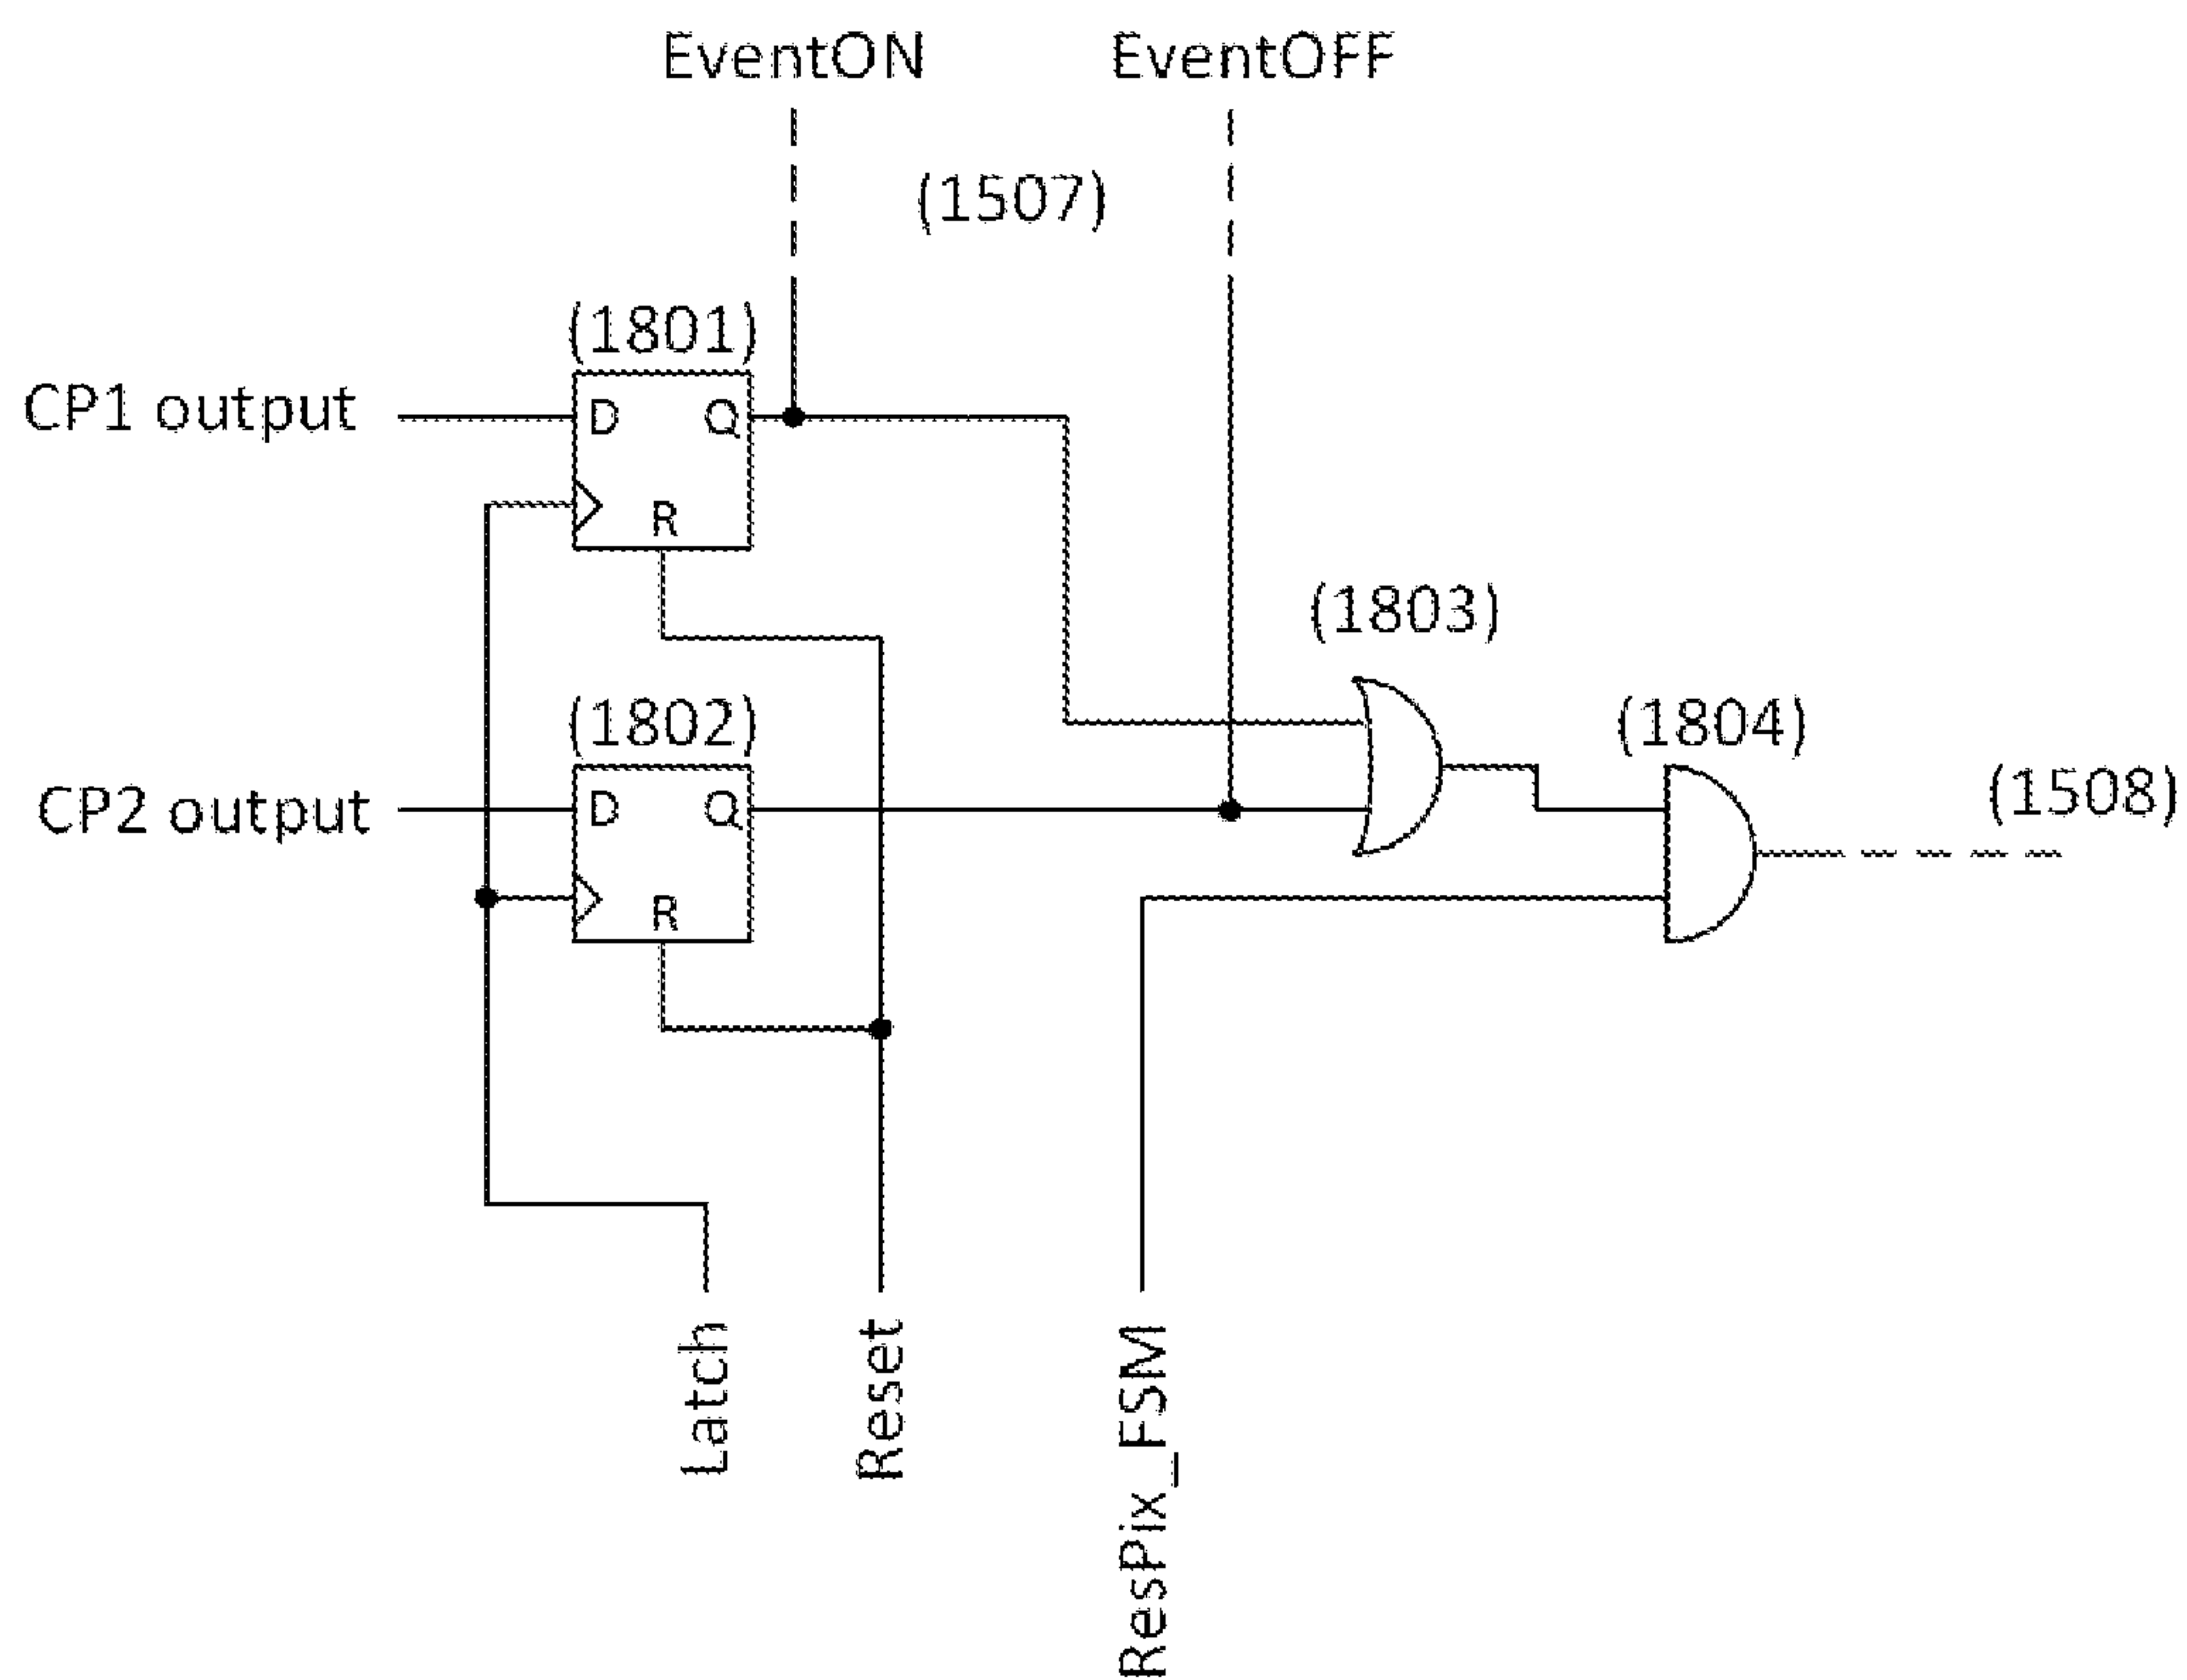 EventON
EventOFF
(1507)
(1801)
CP1 output
D
Q
R
(1803)
(1802)
(1804)
(1508)
CP2 output
D
Q
R
Latch
Reset
ResPix_FSM